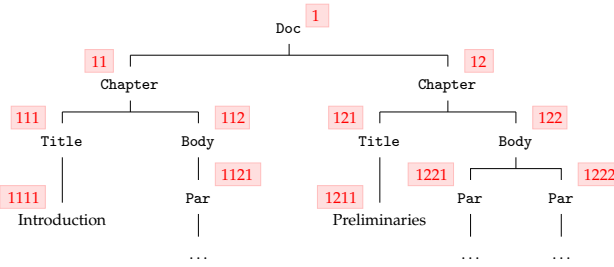 Doc 1
11 12
Chapter Chapter
111 112 121 122
Title Body Title Body
1111 1121 1211 1221 1222
Introduction Par Preliminaries Par Par
... ... ...